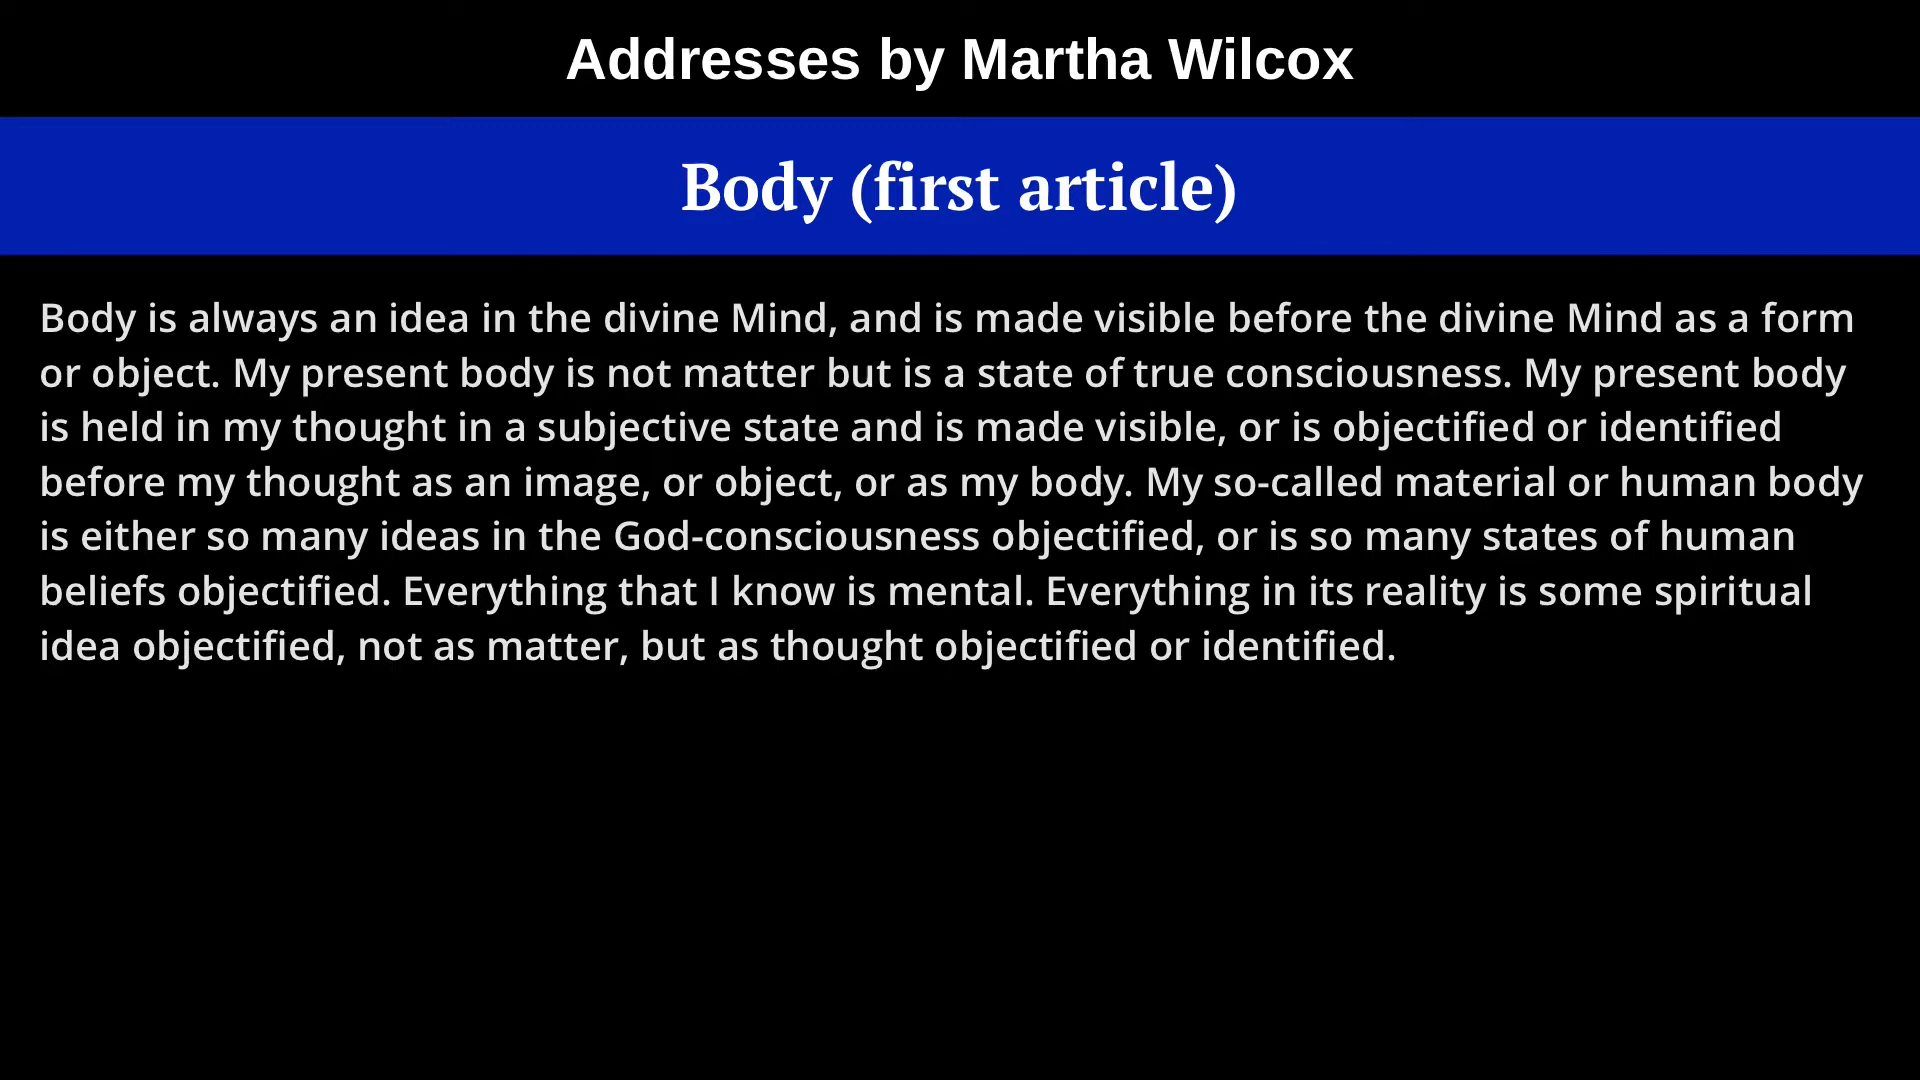 Addresses by Martha Wilcox
Body (first article)
Body is always an idea in the divine Mind, and is made visible before the divine Mind as a form
or object. My present body is not matter but is a state of true consciousness. My present body
is held in my thought in a subjective state and is made visible, or is objectified or identified
before my thought as an image, or object, or as my body. My so-called material or human body
is either so many ideas in the God-consciousness objectified, or is so many states of human
beliefs objectified. Everything that I know is mental. Everything in its reality is some spiritual
idea objectified, not as matter, but as thought objectified or identified.